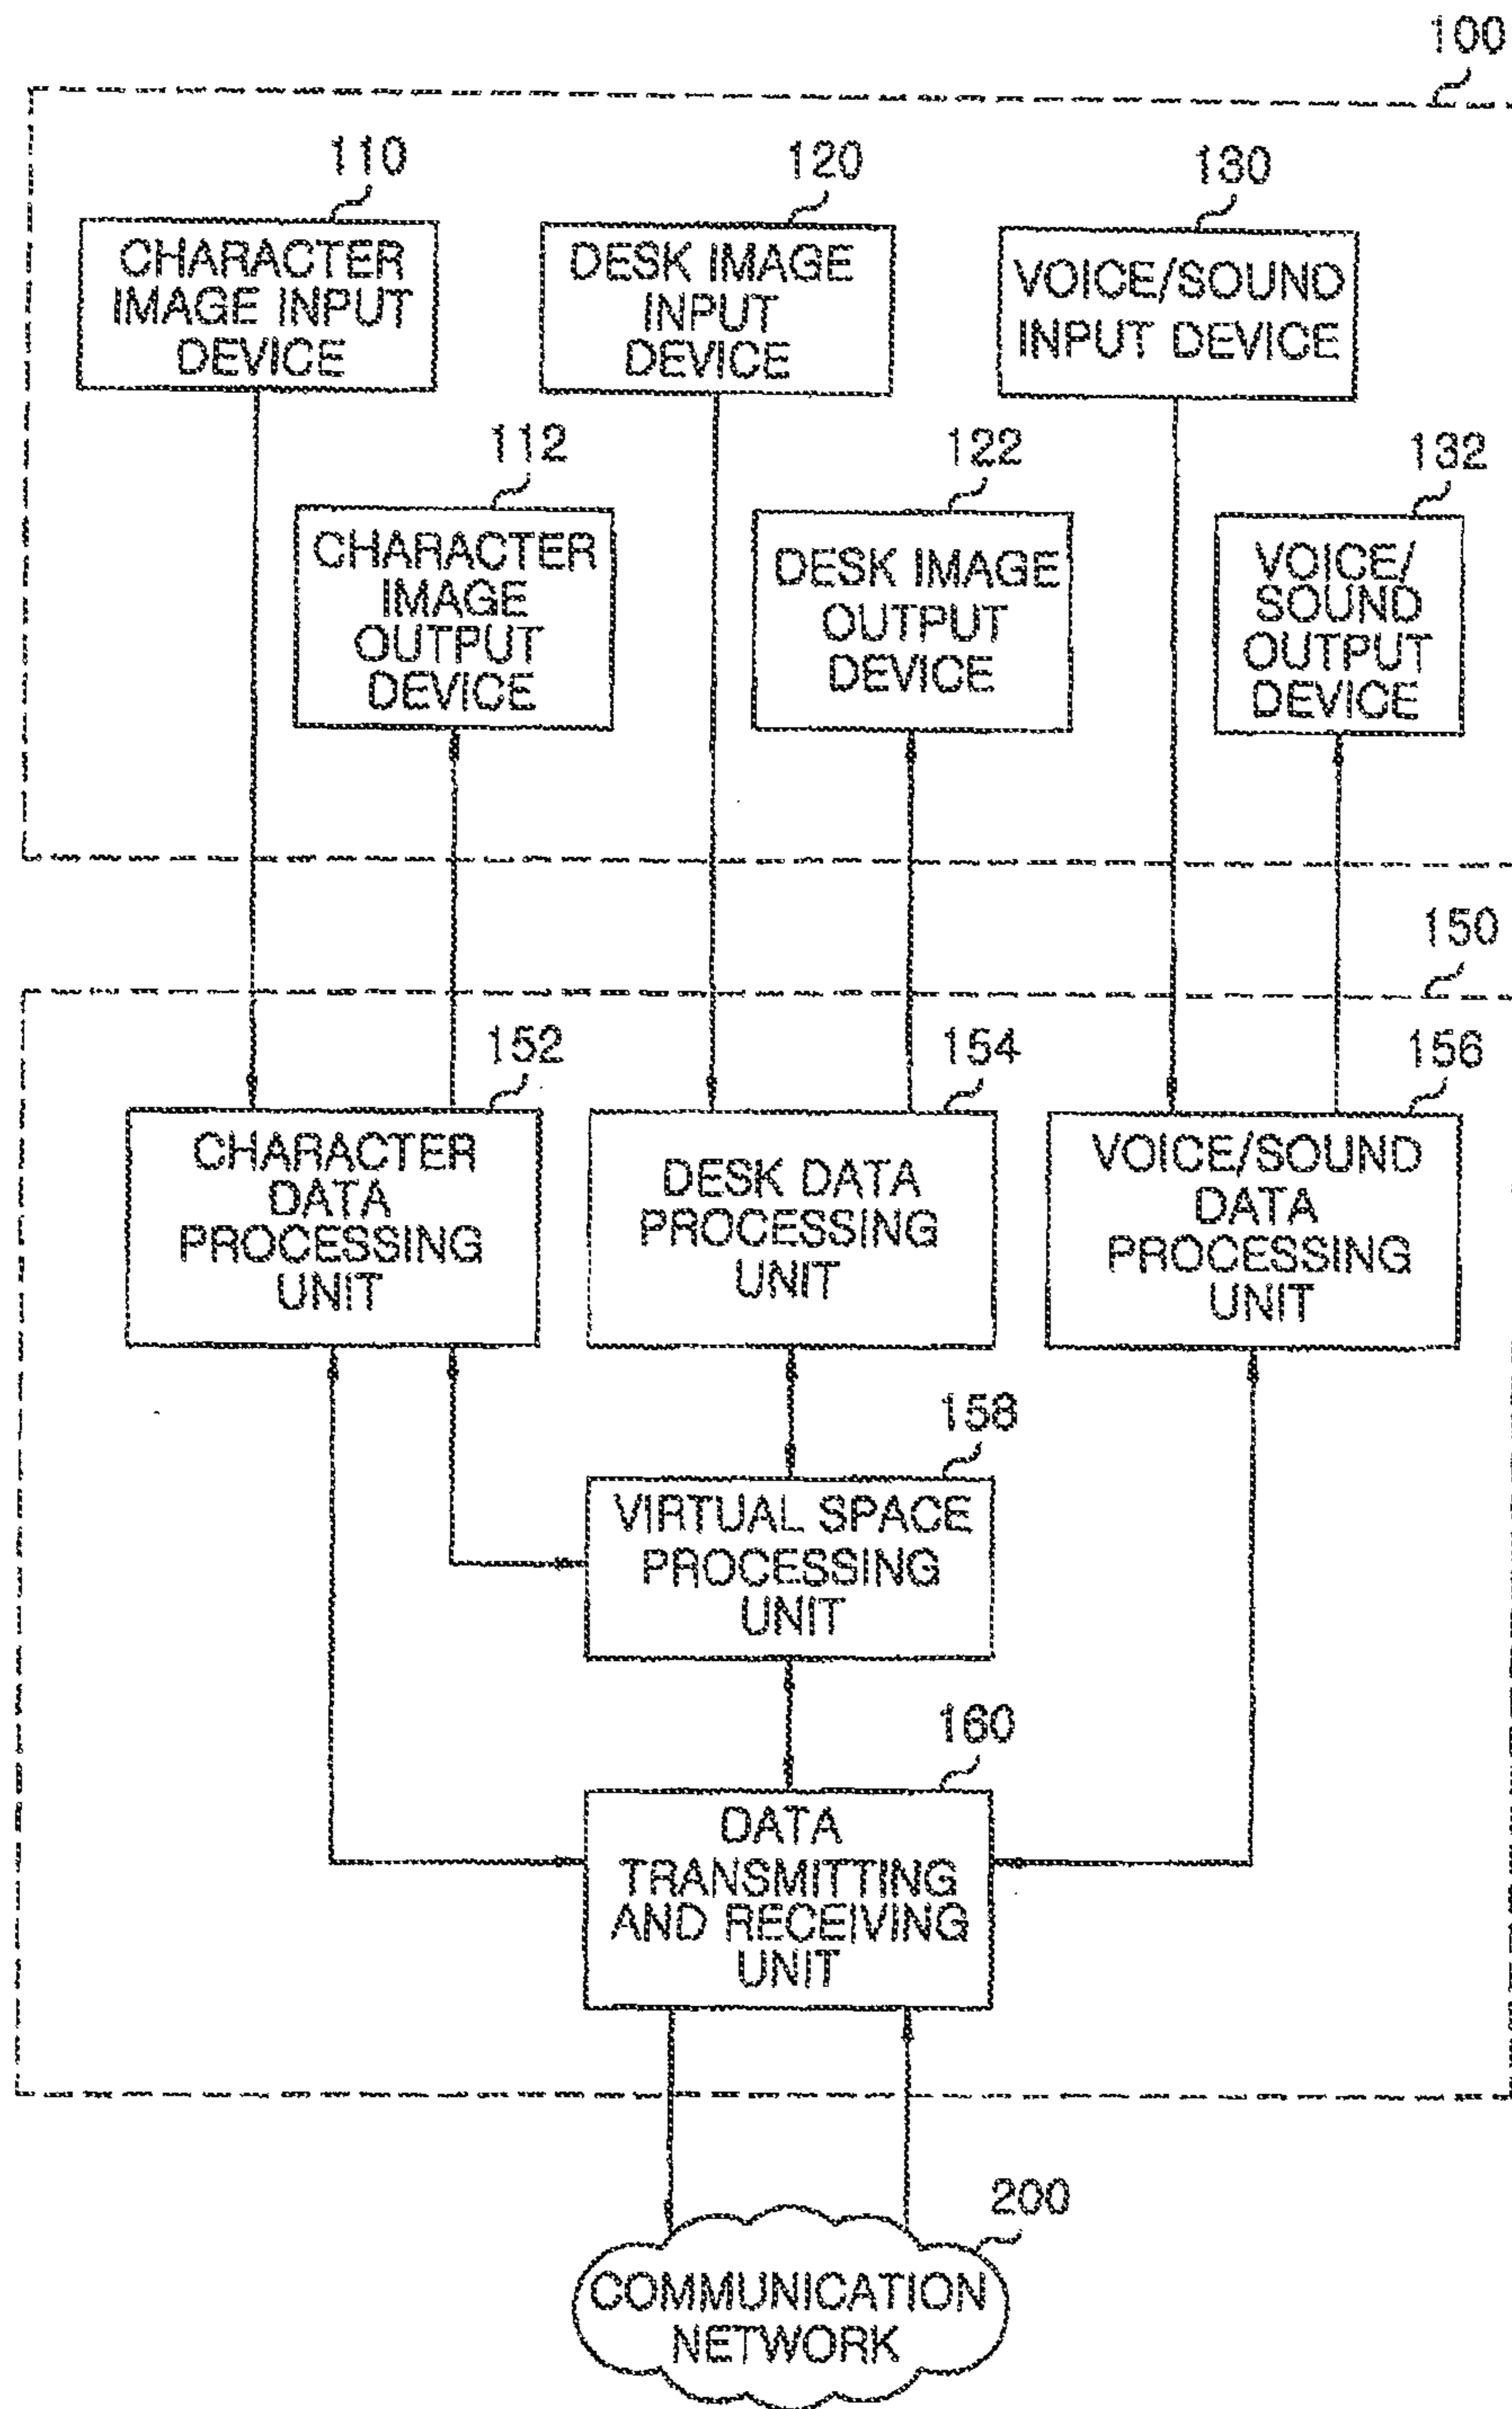 100
110
120
130
CHARACTER
IMAGE INPUT
DEVICE
DESK IMAGE
INPUT
DEVICE
VOICE/SOUND
INPUT DEVICE
112
122
132
CHARACTER
IMAGE
OUTPUT
DEVICE
DESK IMAGE
OUTPUT
DEVICE
VOICE/
SOUND
OUTPUT
DEVICE
150
152
154
156
CHARACTER
DATA
PROCESSING
UNIT
DESK DATA
PROCESSING
UNIT
VOICE/SOUND
DATA
PROCESSING
UNIT
158
VIRTUAL SPACE
PROCESSING
UNIT
160
DATA
TRANSMITTING
AND RECEIVING
UNIT
200
COMMUNICATION
NETWORK